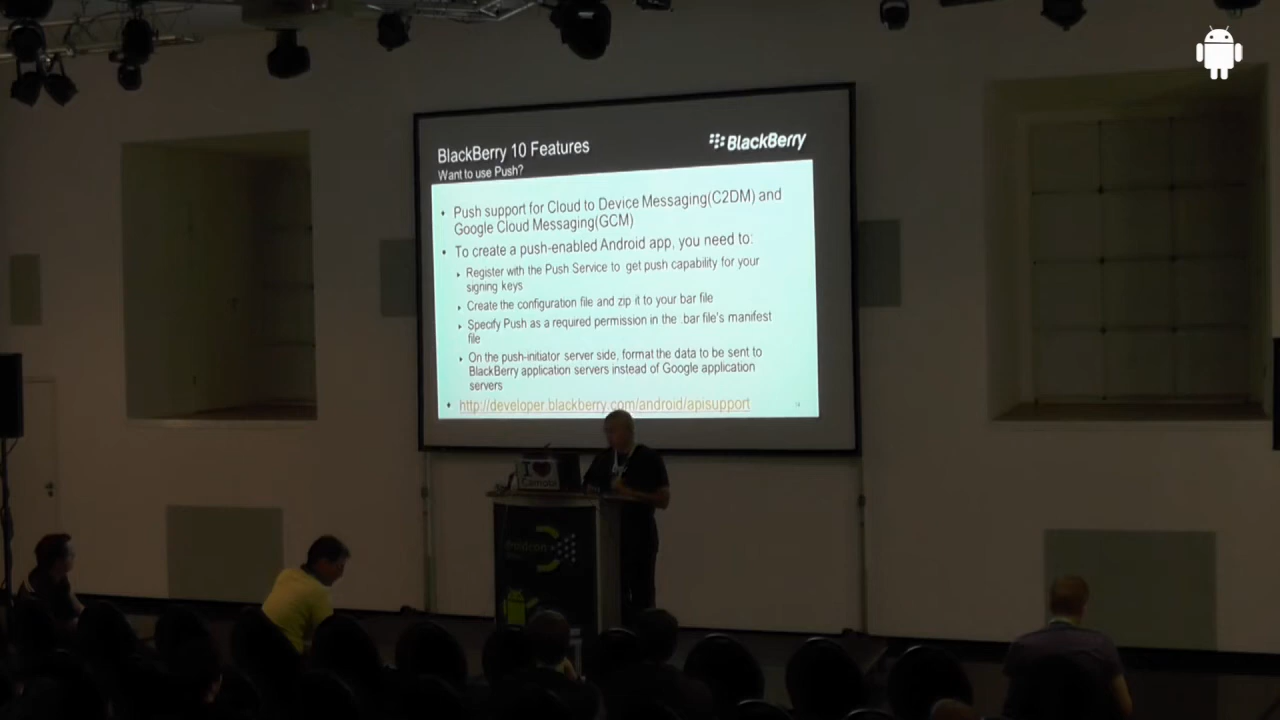 BlackBerry 10 Features
BlackBerry
Want to use Push?
• Push support for Cloud to Device Messaging(C2DM) and
Google Cloud Messaging(GCM)
• To create a push-enabled Android app, you need to:
Register with the Push Service to get push capability for your
signing keys
Create the configuration file and zip it to your bar file
Specify Push as a required permission in the .bar file's manifest
file
On the push-initiator server side, format the data to be sent to
BlackBerry application servers instead of Google application
servers
• http://developer.blackberry.com/android/apisupport
I